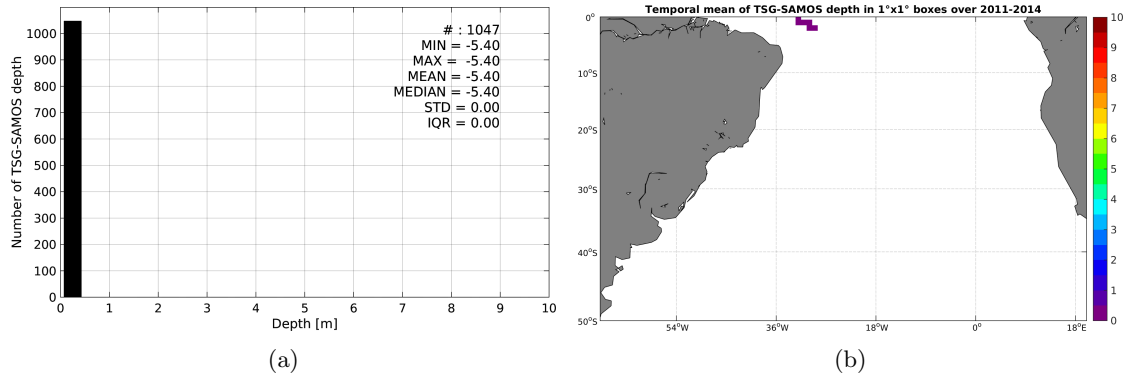 # : 1047
MIN = -5.40
MAX = -5.40
MEAN = -5.40
MEDIAN = -5.40
STD = 0.00
IQR = 0.00
Number of TSG-SAMOS depth
1000
900
800
700
600
500
400
300
200
100
0
0 1 2 3 4 5 6 7 8 9 10
Depth [m]
(a)
Temporal mean of TSG-SAMOS depth in 1°x1° boxes over 2011-2014
0°
10°S
20°S
30°S
40°S
50°S
54°W 36°W 18°W 0° 18°E
10
9
8
7
6
5
4
3
2
1
0
(b)